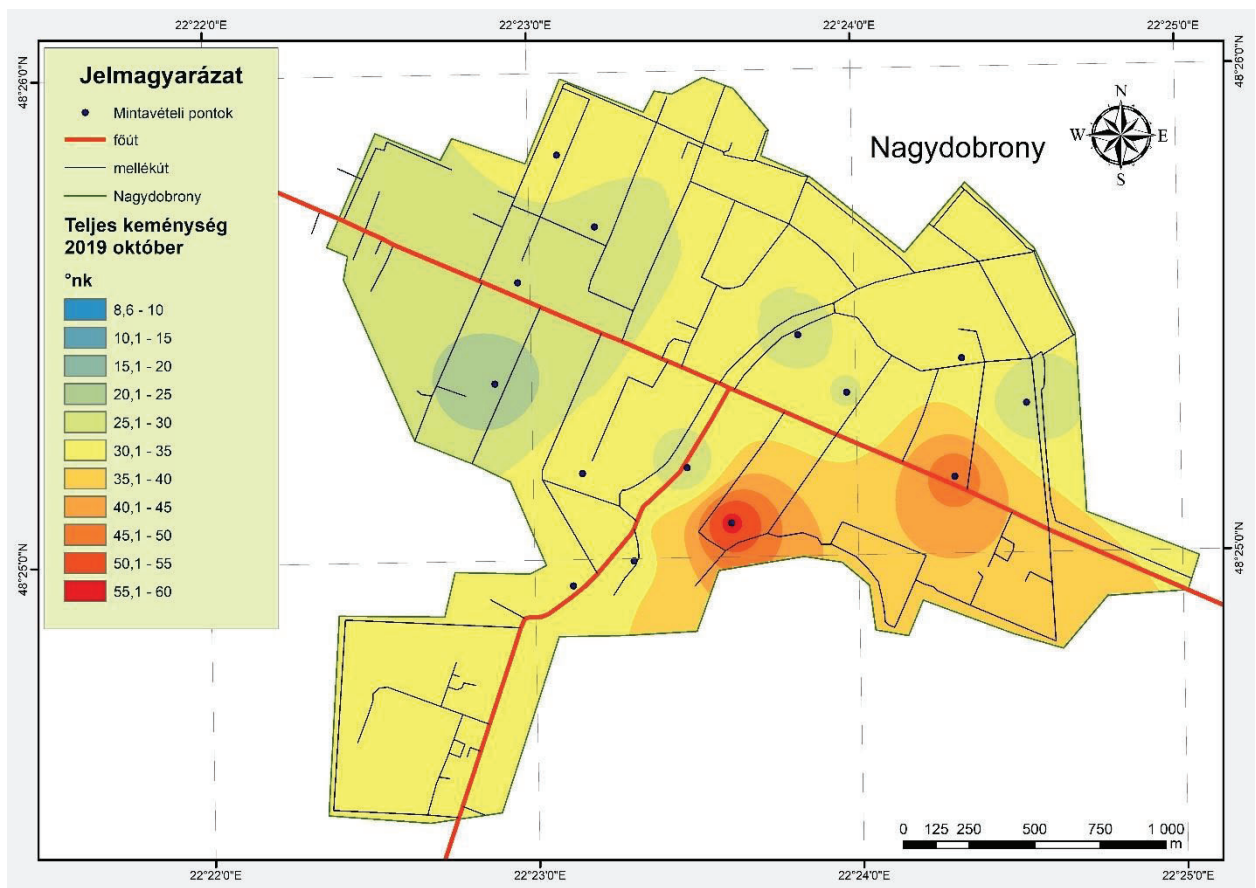 22°22'0"E 22°23'0"E 22°24'0"E 22°25'0"E
48°26'0"N 48°26'0"N
Jelmagyarázat
Mintavételi pontok
főút
mellékút
Nagydobrony
Teljes keménység
2019 október
°nk
8,6 - 10
10,1 - 15
15,1 - 20
20,1 - 25
25,1 - 30
30,1 - 35
35,1 - 40
40,1 - 45
45,1 - 50
50,1 - 55
55,1 - 60
Nagydobrony
N
W E
S
48°25'0"N 48°25'0"N
0 125 250 500 750 1 000
m
22°22'0"E 22°23'0"E 22°24'0"E 22°25'0"E